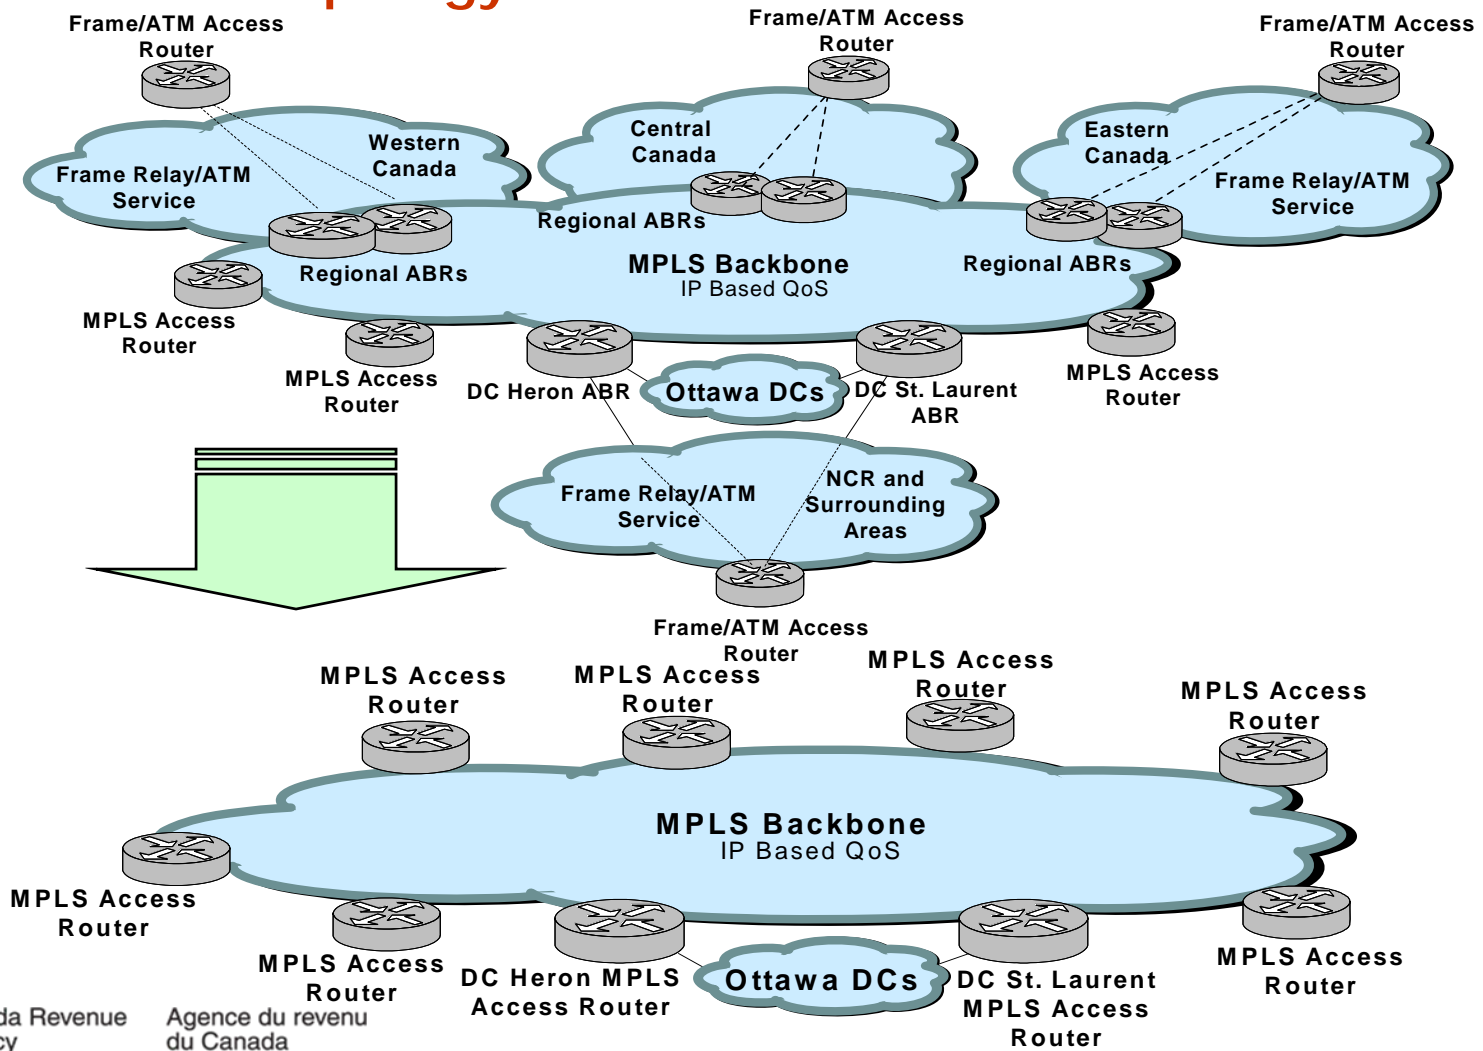 Frame/ATM Access
Router
Frame/ATM Access
Router
Frame/ATM Access
Router
Western
Canada
Frame Relay/ATM
Service
Central
Canada
Eastern
Canada
Frame Relay/ATM
Service
Regional ABRs
Regional ABRs
Regional ABRs
MPLS Backbone
IP Based QoS
MPLS Access
Router
MPLS Access
Router
DC Heron ABR
Ottawa DCs
DC St. Laurent
ABR
MPLS Access
Router
Frame Relay/ATM
Service
NCR and
Surrounding
Areas
Frame/ATM Access
Router
MPLS Access
Router
MPLS Access
Router
MPLS Access
Router
MPLS Access
Router
MPLS Backbone
IP Based QoS
MPLS Access
Router
MPLS Access
Router
DC Heron MPLS
Access Router
Ottawa DCs
DC St. Laurent
MPLS Access
Router
MPLS Access
Router
da Revenue
cy
Agence du revenu
du Canada